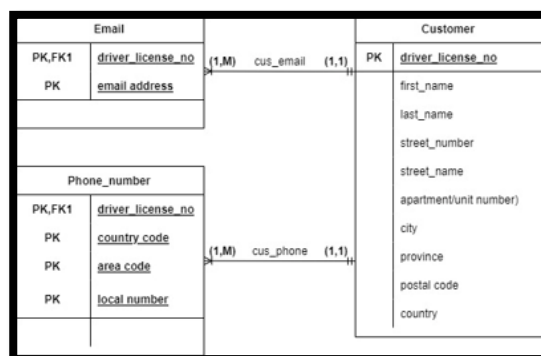 Email
PK,FK1 driver_license_no
PK email address
(1,M) cus_email (1,1)
Customer
PK driver_license_no
first_name
last_name
street_number
street_name
apartment/unit number)
city
province
postal code
country
Phone_number
PK,FK1 driver_license_no
PK country code
PK area code
PK local number
(1,M) cus_phone (1,1)